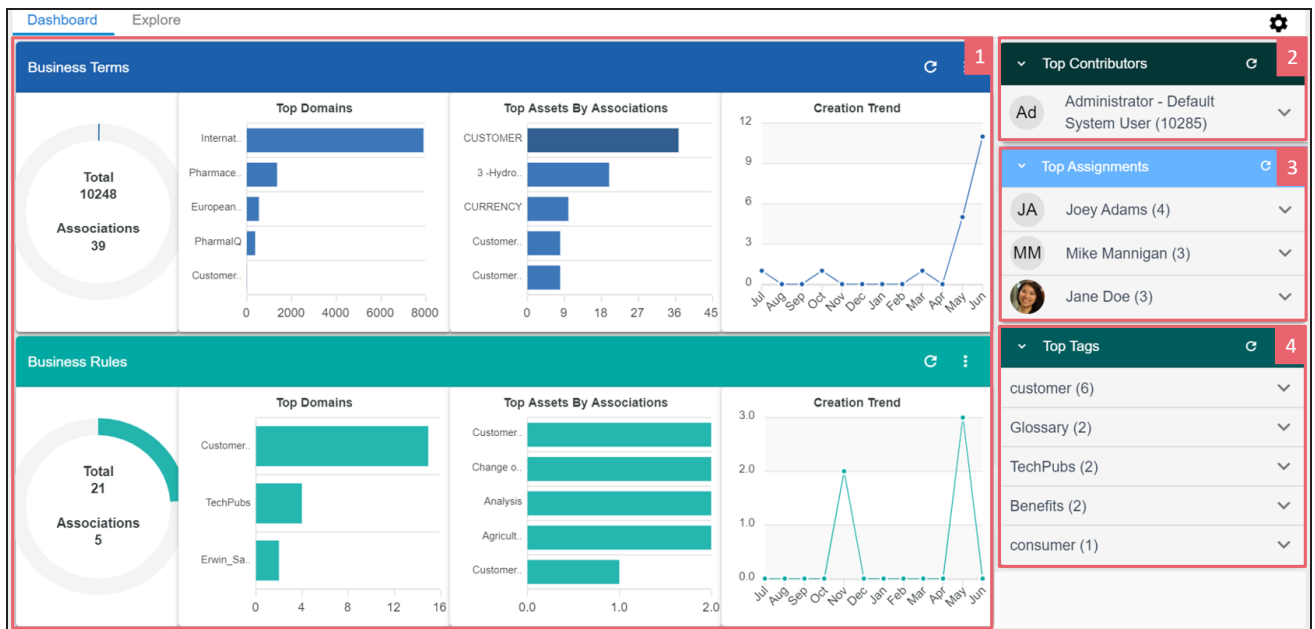 Dashboard
Explore
Business Terms
1
Total
10248
Associations
39
Top Domains
Internat..
Pharmace..
European..
PharmaIQ
Customer..
0 2000 4000 6000 8000
Top Assets By Associations
CUSTOMER
3 -Hydro..
CURRENCY
Customer..
Customer..
0 9 18 27 36 45
Creation Trend
12
9
6
3
0
Jul Aug Sep Oct Nov Dec Jan Feb Mar Apr May Jun
Business Rules
Total
21
Associations
5
Top Domains
Customer..
TechPubs
Erwin_Sa..
0 4 8 12 16
Top Assets By Associations
Customer..
Change o..
Analysis
Agricult..
Customer..
0.0 1.0 2.0
Creation Trend
3.0
2.0
1.0
0.0
Jul Aug Sep Oct Nov Dec Jan Feb Mar Apr May Jun
Top Contributors
2
Ad
Administrator - Default
System User (10285)
Top Assignments
3
JA
Joey Adams (4)
MM
Mike Mannigan (3)
Jane Doe (3)
Top Tags
4
customer (6)
Glossary (2)
TechPubs (2)
Benefits (2)
consumer (1)